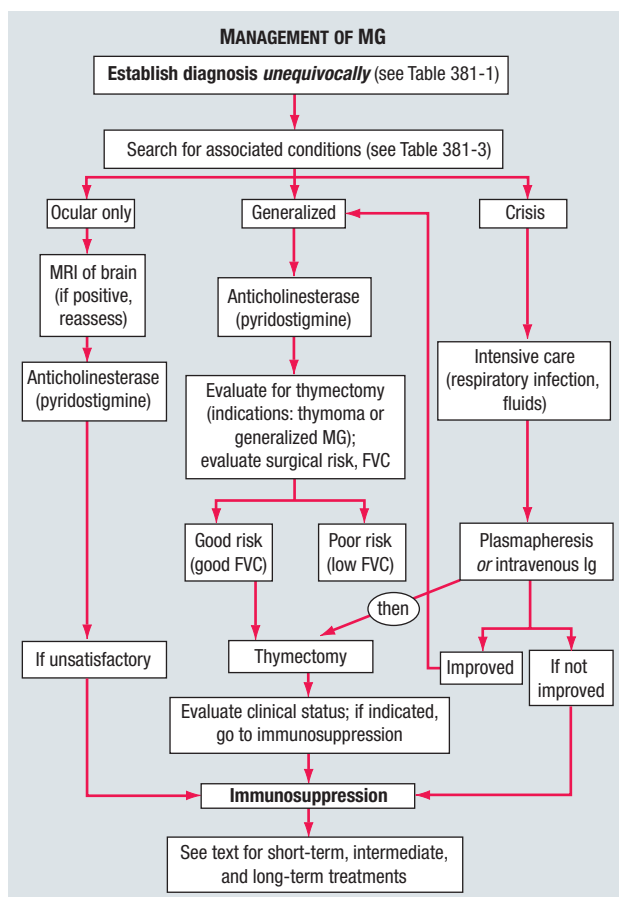 MANAGEMENT OF MG
Establish diagnosis unequivocally (see Table 381-1)
Search for associated conditions (see Table 381-3)
Ocular only
Generalized
Crisis
MRI of brain
(if positive,
reassess)
Anticholinesterase
(pyridostigmine)
Anticholinesterase
(pyridostigmine)
Intensive care
(respiratory infection,
fluids)
Evaluate for thymectomy
(indications: thymoma or
generalized MG);
evaluate surgical risk, FVC
Good risk
(good FVC)
Poor risk
(low FVC)
Plasmapheresis
or intravenous Ig
then
If unsatisfactory
Thymectomy
Improved
If not
improved
Evaluate clinical status; if indicated,
go to immunosuppression
Immunosuppression
See text for short-term, intermediate,
and long-term treatments